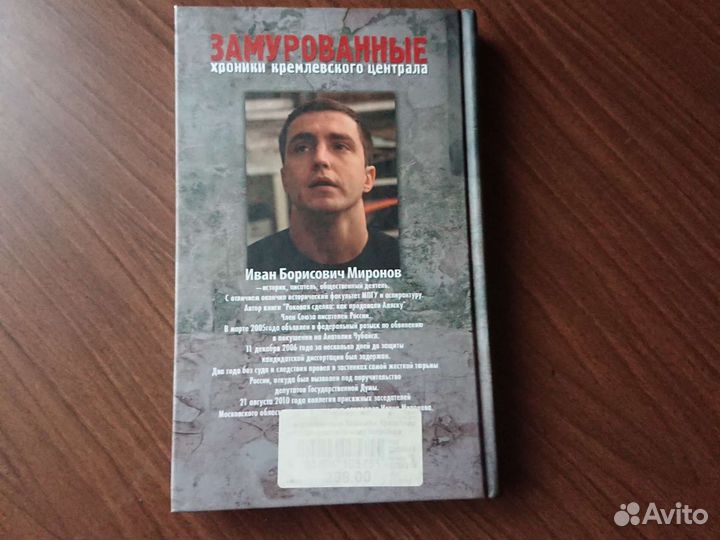 ЗАМУРОВАННЫЕ
хроники кремлевского централа
Иван Борисович Миронов
—историк, писатель, общественный деятель.
С отличием окончил исторический факультет МПГУ и аспирантуру.
Автор книги "Роковая сделка: как продавали Аляску".
Член Союза писателей России..
В марте 2005года объявлен в федеральный розыск по обвинению
в покушении на Анатолия Чубайса.
11 декабря 2006 года за несколько дней до защиты
кандидатской диссертации был задержан.
Два года без суда и следствия провел в застенках самой жесткой тюрьмы
России, откуда был вызволен под поручительство
депутатов Государственной Думы.
21 августа 2010 года коллегия присяжных заседателей
Московского Ивана Миронова.
Avito